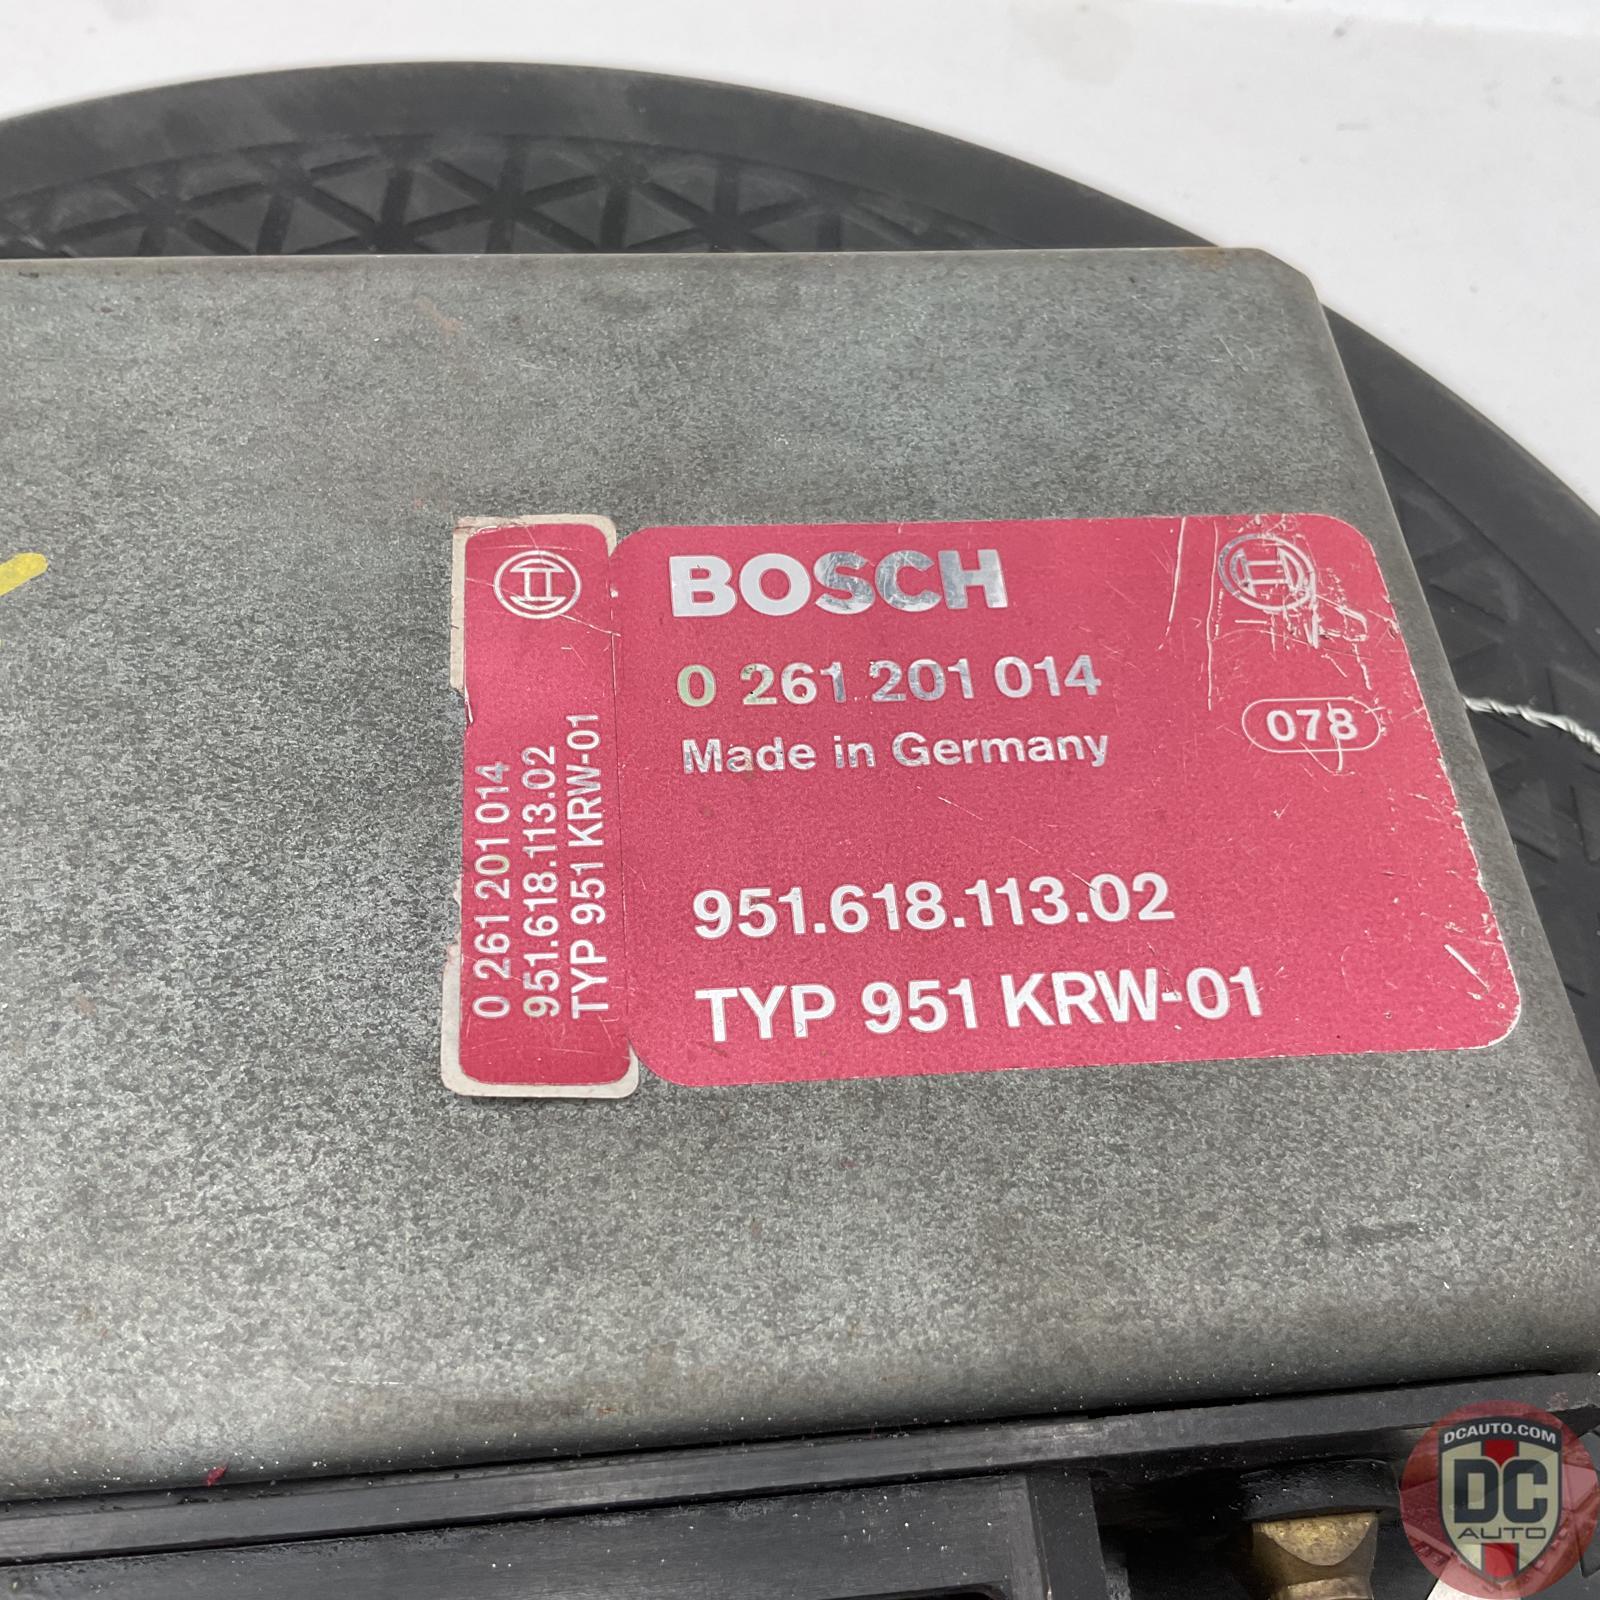 BOSCH
0 261 201 014
Made in Germany
078
951.618.113.02
TYP 951 KRW-01
0 261 201 014
951.618.113.02
TYP 951 KRW-01
DCAUTO.COM
DC
AUTO